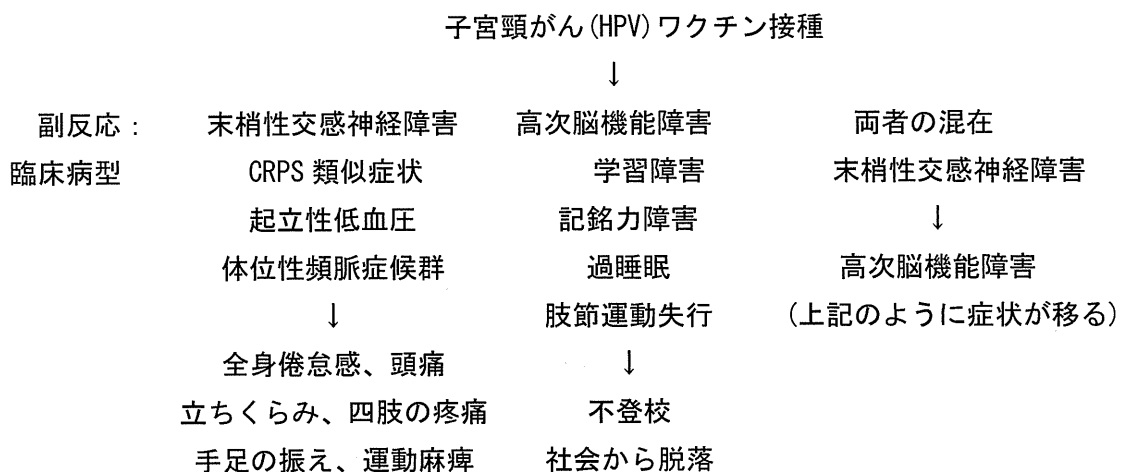 子宮頸がん(HPV)ワクチン接種
↓
副反応： 末梢性交感神経障害 高次脳機能障害 両者の混在
臨床病型 CRPS 類似症状 学習障害 末梢性交感神経障害
起立性低血圧 記銘力障害 ↓
体位性頻脈症候群 過睡眠 高次脳機能障害
↓ 肢節運動失行 (上記のように症状が移る)
全身倦怠感、頭痛 ↓
立ちくらみ、四肢の疼痛 不登校
手足の振え、運動麻痺 社会から脱落